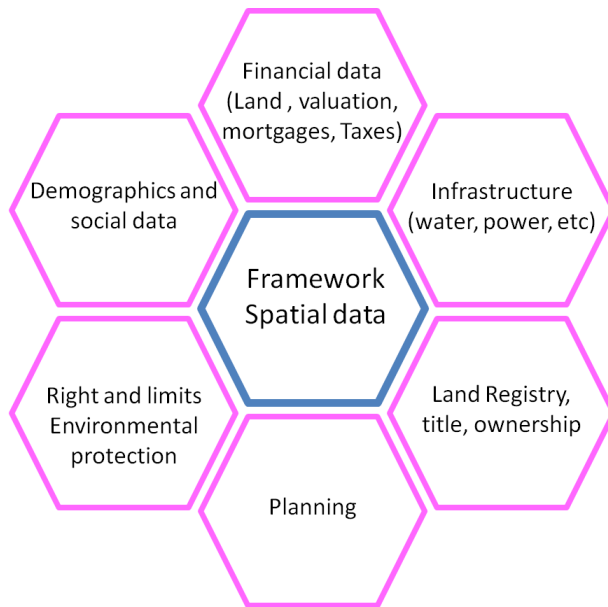 Financial data
(Land , valuation,
mortgages, Taxes)
Demographics and
social data
Infrastructure
(water, power, etc)
Framework
Spatial data
Right and limits
Environmental
protection
Land Registry,
title, ownership
Planning